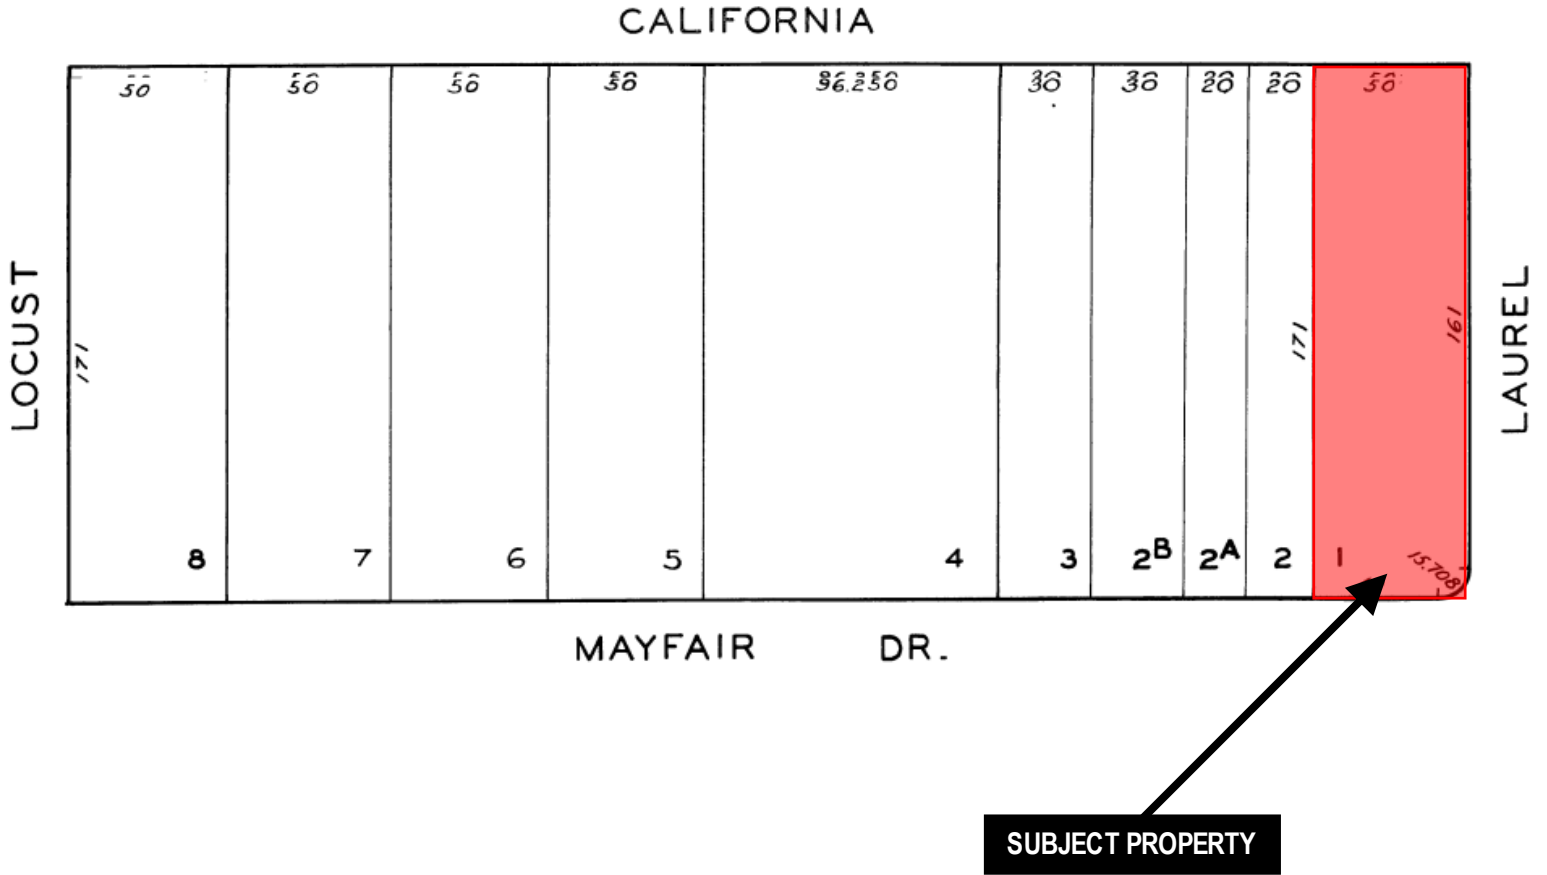 CALIFORNIA
50 50 50 50 96.250 30 30 20 20 50
LOCUST
171
171
161
LAUREL
8 7 6 5 4 3 2B 2A 2 1 15.708
MAYFAIR DR.
SUBJECT PROPERTY